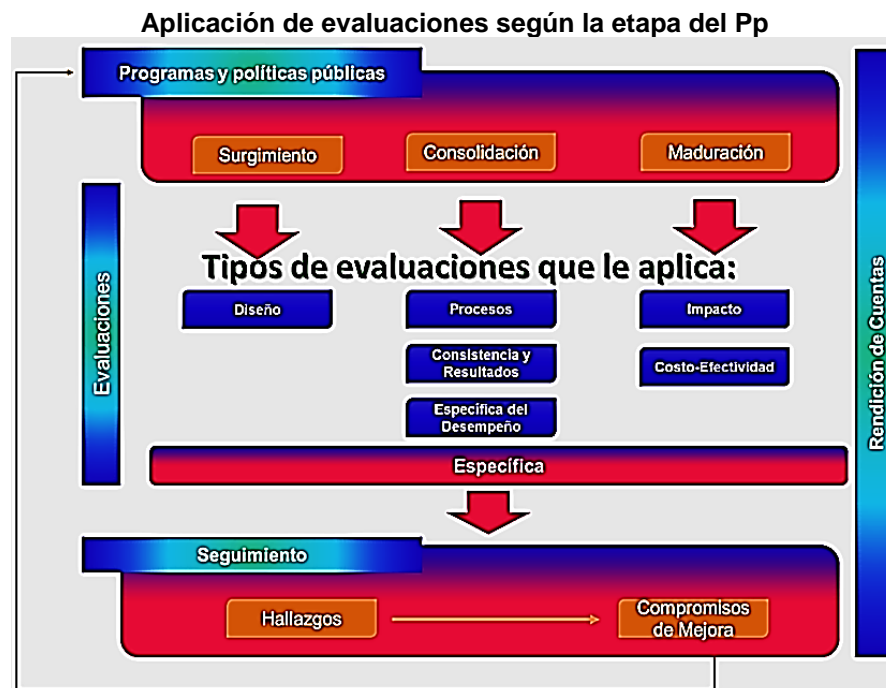 Aplicación de evaluaciones según la etapa del Pp
Programas y políticas públicas
Surgimiento
Consolidación
Maduración
Tipos de evaluaciones que le aplica:
Evaluaciones
Diseño
Procesos
Impacto
Consistencia y
Resultados
Costo-Efectividad
Específica del
Desempeño
Específica
Seguimiento
Hallazgos
Compromisos
de Mejora
Rendición de Cuentas